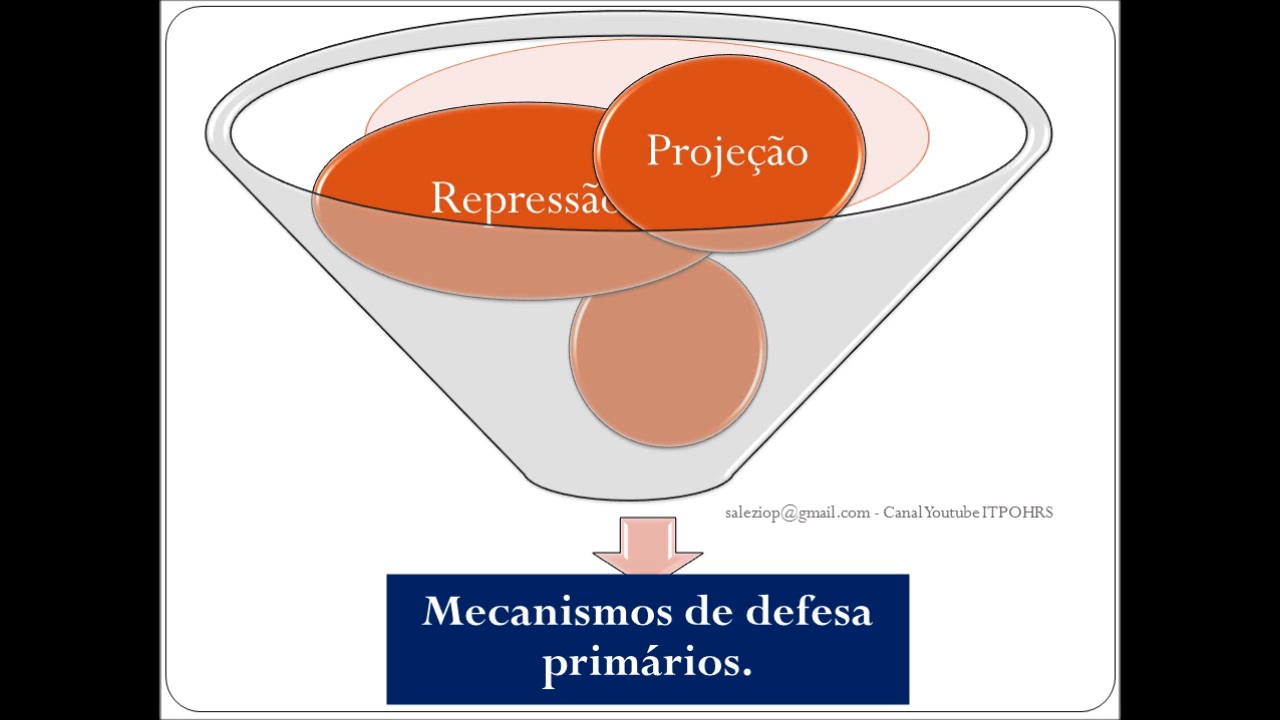 Projeção
Repressão
saleziop@gmail.com - Canal Youtube ITPOHRS
Mecanismos de defesa
primários.